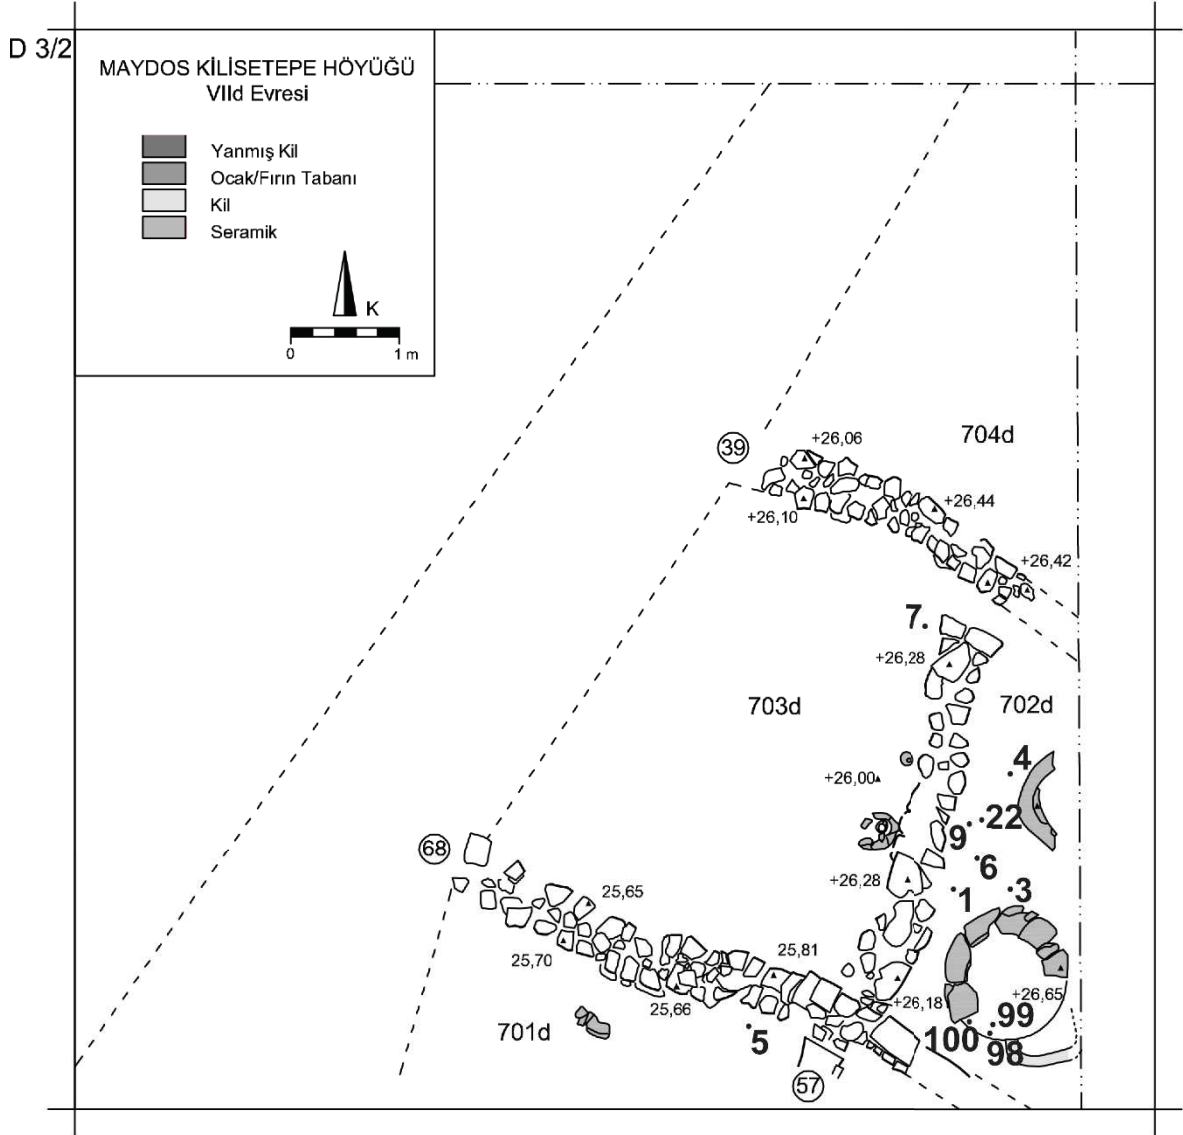 D 3/2
MAYDOS KİLİSETEPE HÖYÜĞÜ
VIId Evresi
Yanmış Kil
Ocak/Fırın Tabanı
Kil
Seramik
K
0 1 m
39
+26,06
704d
+26,10
+26,44
+26,42
7.
+26,28
703d
702d
4
+26,00
9
22
6
68
+26,28
1
3
25,65
25,70
25,81
25,66
+26,18
+26,65
701d
5
100
99
98
57